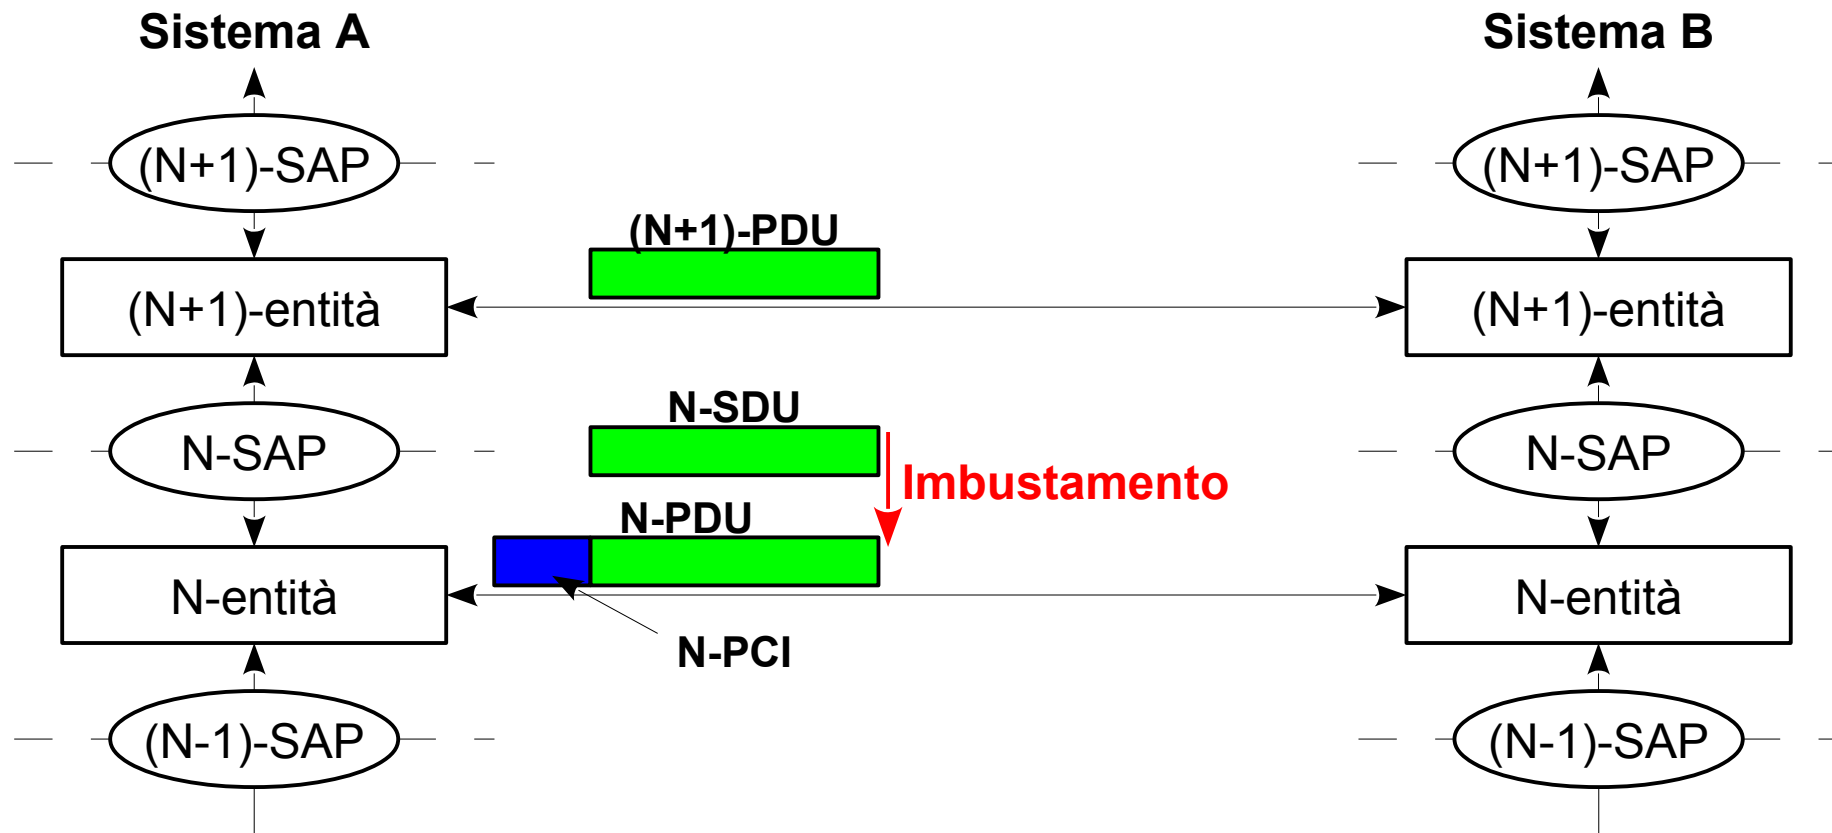 Sistema A
Sistema B
(N+1)-SAP
(N+1)-SAP
(N+1)-PDU
(N+1)-entità
(N+1)-entità
N-SDU
N-SAP
N-SAP
Imbustamento
N-PDU
N-entità
N-entità
N-PCI
(N-1)-SAP
(N-1)-SAP